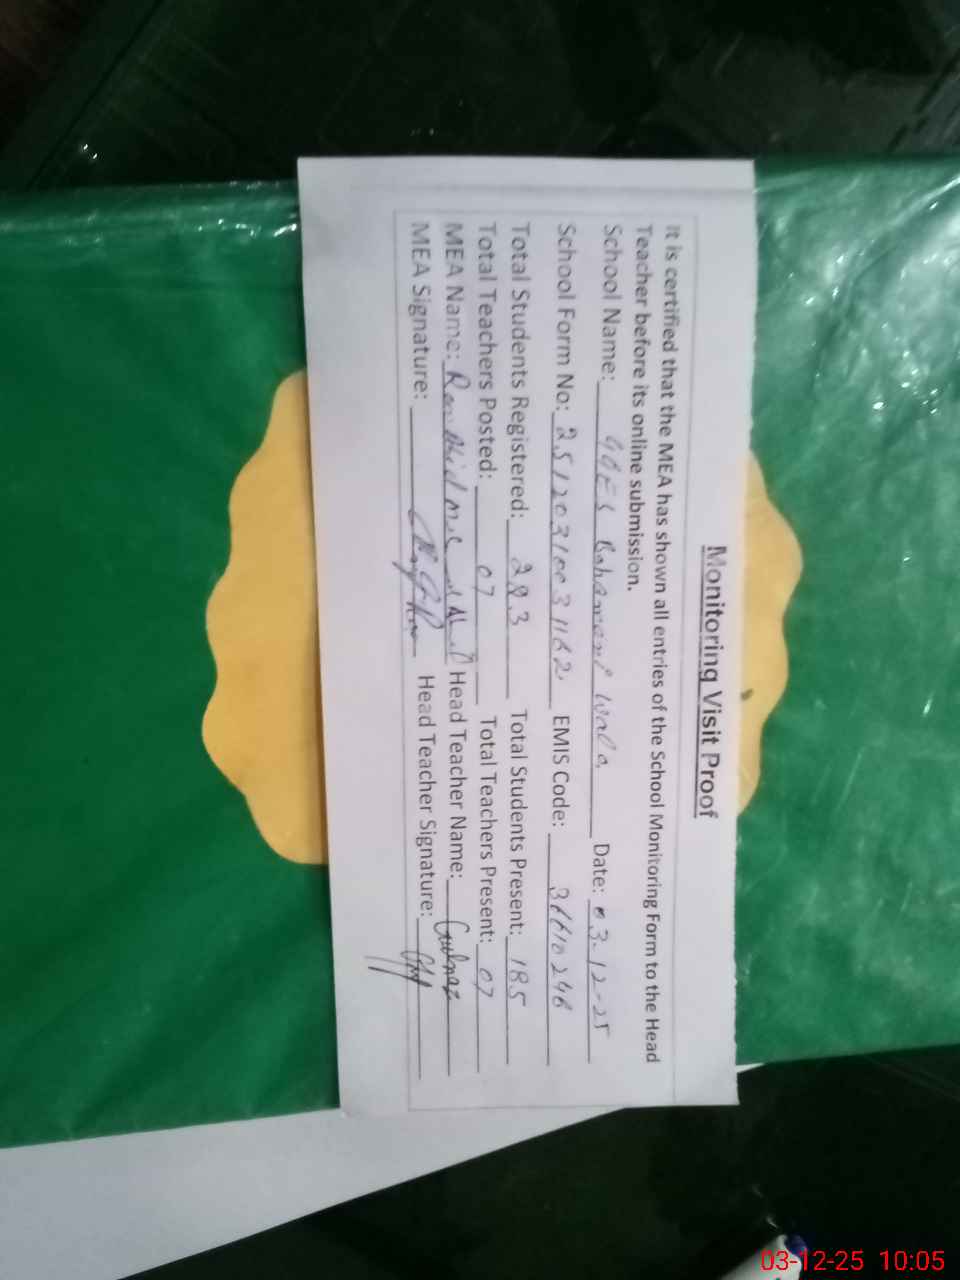 Monitoring Visit Proof
It is certified that the MEA has shown all entries of the School Monitoring Form to the Head
Teacher before its online submission.
School Name: Wala Date: 03-12-25
School Form No: EMIS Code:
Total Students Registered: 283 Total Students Present: 185
Total Teachers Posted: 07 Total Teachers Present: 07
MEA Name: Head Teacher Name: Gulnaz
MEA Signature: Head Teacher Signature:
03-12-25 10:05